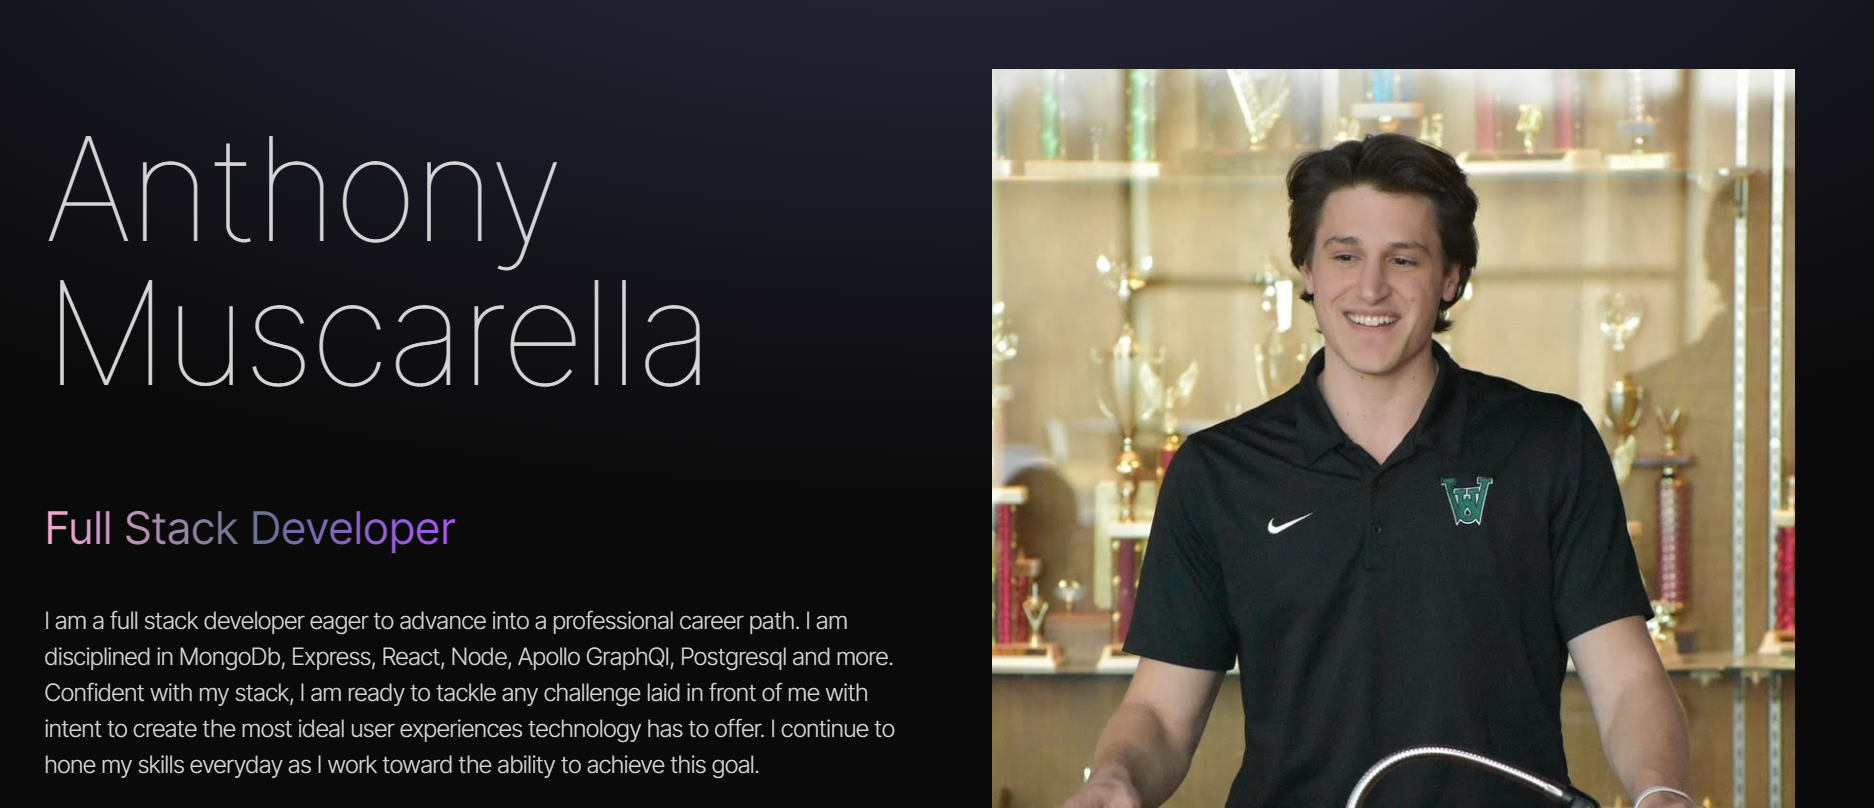 Anthony
Muscarella
Full Stack Developer
I am a full stack developer eager to advance into a professional career path. I am
disciplined in MongoDb, Express, React, Node, Apollo GraphQl, Postgresql and more.
Confident with my stack, I am ready to tackle any challenge laid in front of me with
intent to create the most ideal user experiences technology has to offer. I continue to
hone my skills everyday as I work toward the ability to achieve this goal.
W